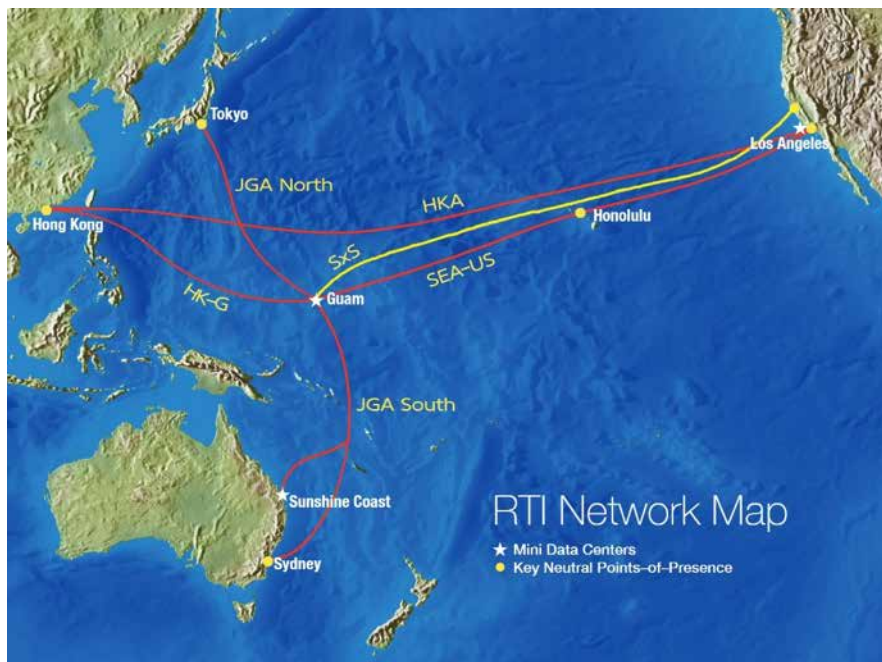 Tokyo
Los Angeles
JGA North
HKA
Hong Kong
Honolulu
SxS
SEA-US
HK-G
Guam
JGA South
Sunshine Coast
RTI Network Map
Mini Data Centers
Key Neutral Points-of-Presence
Sydney